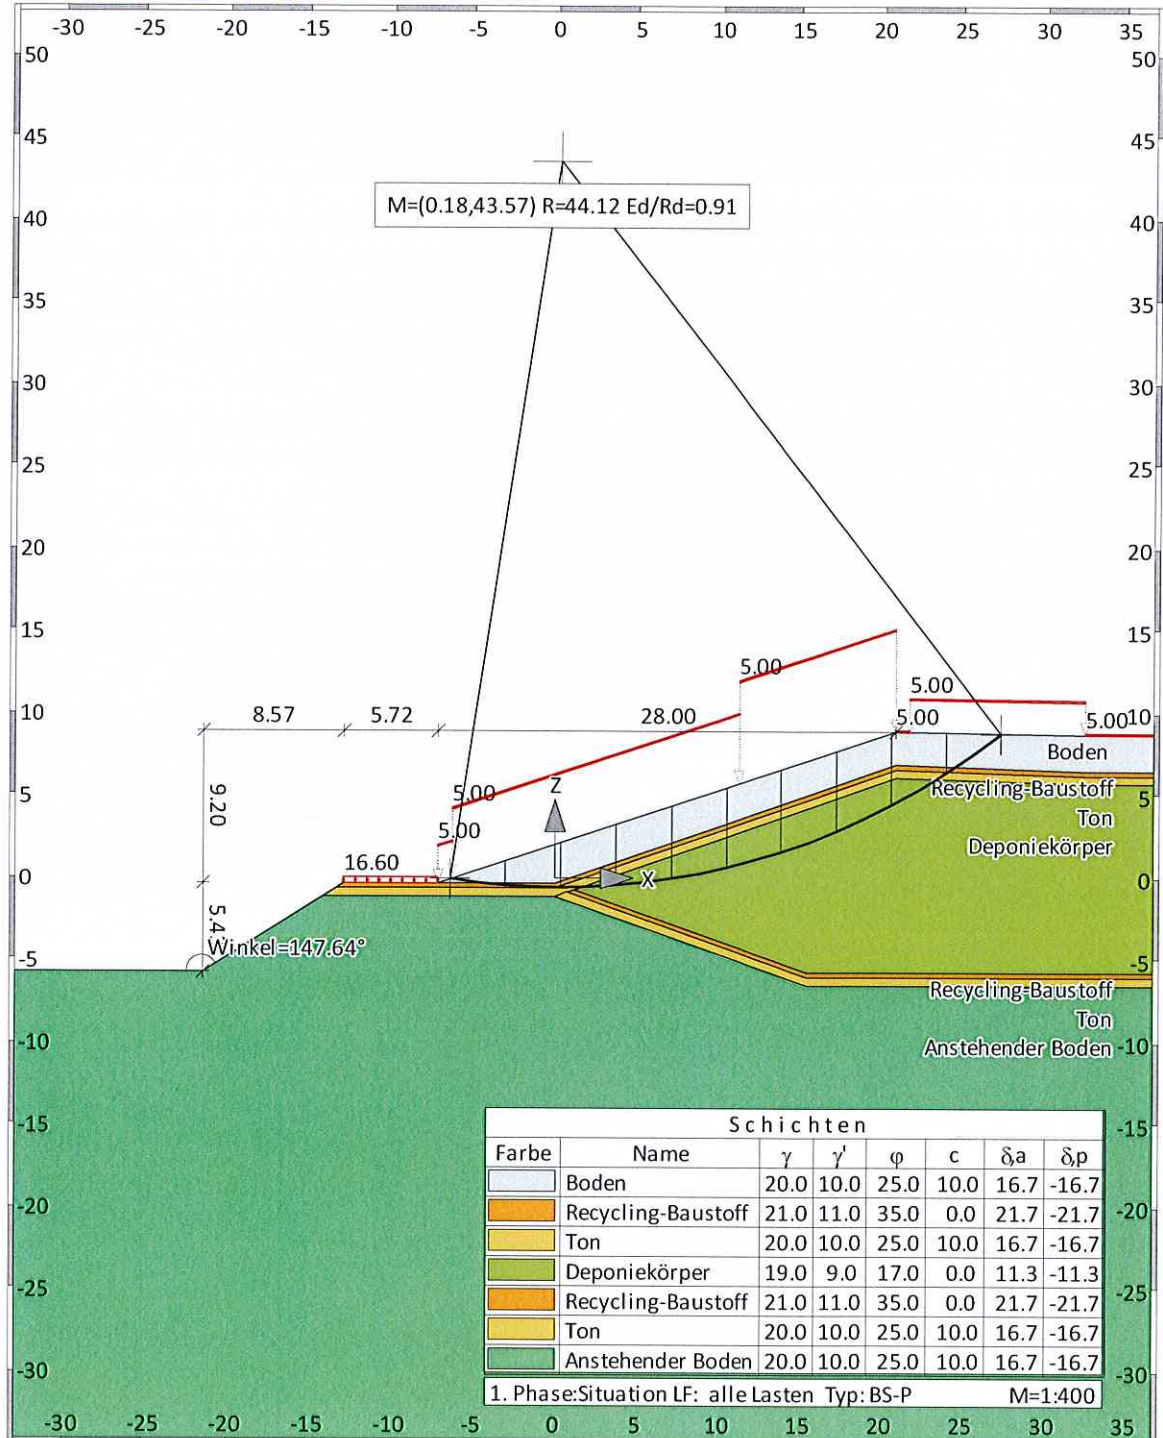 -30 -25 -20 -15 -10 -5 0 5 10 15 20 25 30 35
50 50
45 45
M=(0.18,43.57) R=44.12 Ed/Rd=0.91
40 40
35 35
30 30
25 25
20 20
15 15
5.00
5.00
10 8.57 5.72 28.00 5.00 5.00 10
Boden
9.20 5.00 Z 5
5 Recycling-Baustoff
5.00 Ton
16.60 Deponiekörper
0 X 0
5.4
Winkel=147.64°
-5 -5
Recycling-Baustoff
Ton
-10 Anstehender Boden -10
Schichten
-15 -15
Farbe Name γ γ' φ c δ,a δ,p
Boden 20.0 10.0 25.0 10.0 16.7 -16.7
-20 Recycling-Baustoff 21.0 11.0 35.0 0.0 21.7 -21.7 -20
Ton 20.0 10.0 25.0 10.0 16.7 -16.7
-25 Deponiekörper 19.0 9.0 17.0 0.0 11.3 -11.3 -25
Recycling-Baustoff 21.0 11.0 35.0 0.0 21.7 -21.7
Ton 20.0 10.0 25.0 10.0 16.7 -16.7
-30 Anstehender Boden 20.0 10.0 25.0 10.0 16.7 -16.7 -30
1. Phase:Situation LF: alle Lasten Typ: BS-P M=1:400
-30 -25 -20 -15 -10 -5 0 5 10 15 20 25 30 35